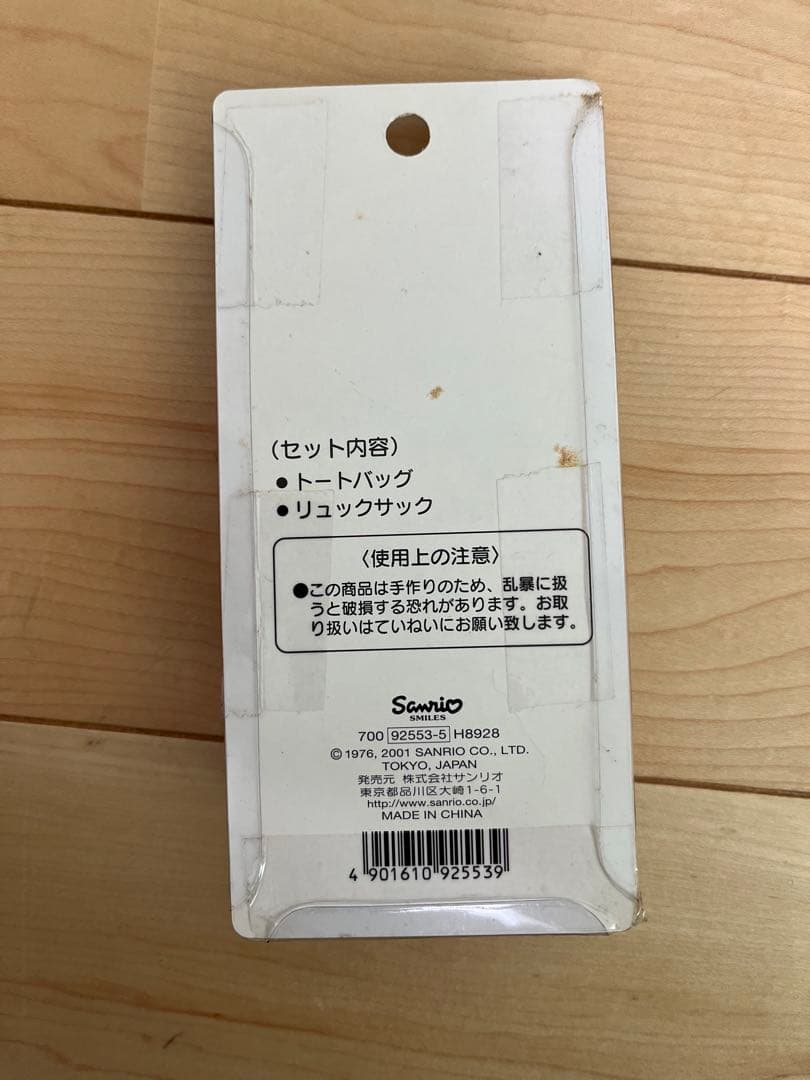 (セット内容)
●トートバッグ
●リュックサック
〈使用上の注意〉
●この商品は手作りのため、乱暴に扱
うと破損する恐れがあります。お取
り扱いはていねいにお願い致します。
Sanrio
SMILES
700 92553-5 H8928
© 1976, 2001 SANRIO CO., LTD.
TOKYO, JAPAN
発売元 株式会社サンリオ
東京都品川区大崎1-6-1
http://www.sanrio.co.jp/
MADE IN CHINA
4 901610 925539